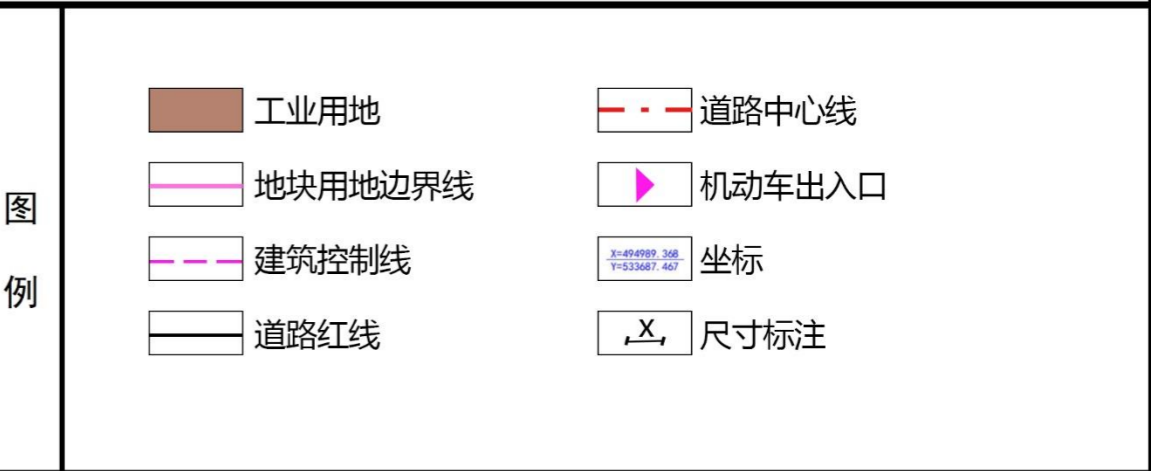 图
例
工业用地
道路中心线
地块用地边界线
机动车出入口
建筑控制线
X=494989.368
Y=533687.467
坐标
道路红线
X
尺寸标注